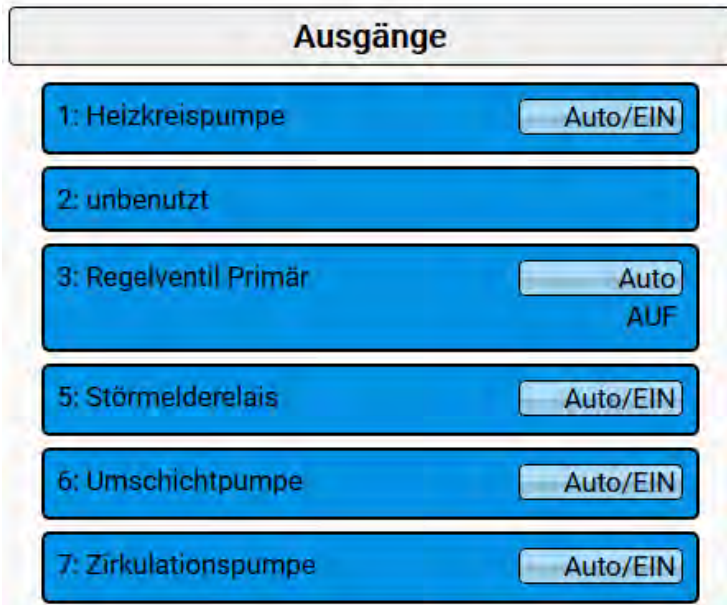 Ausgänge
1: Heizkreispumpe Auto/EIN
2: unbenutzt
3: Regelventil Primär Auto
AUF
5: Störmelderelais Auto/EIN
6: Umschichtpumpe Auto/EIN
7: Zirkulationspumpe Auto/EIN